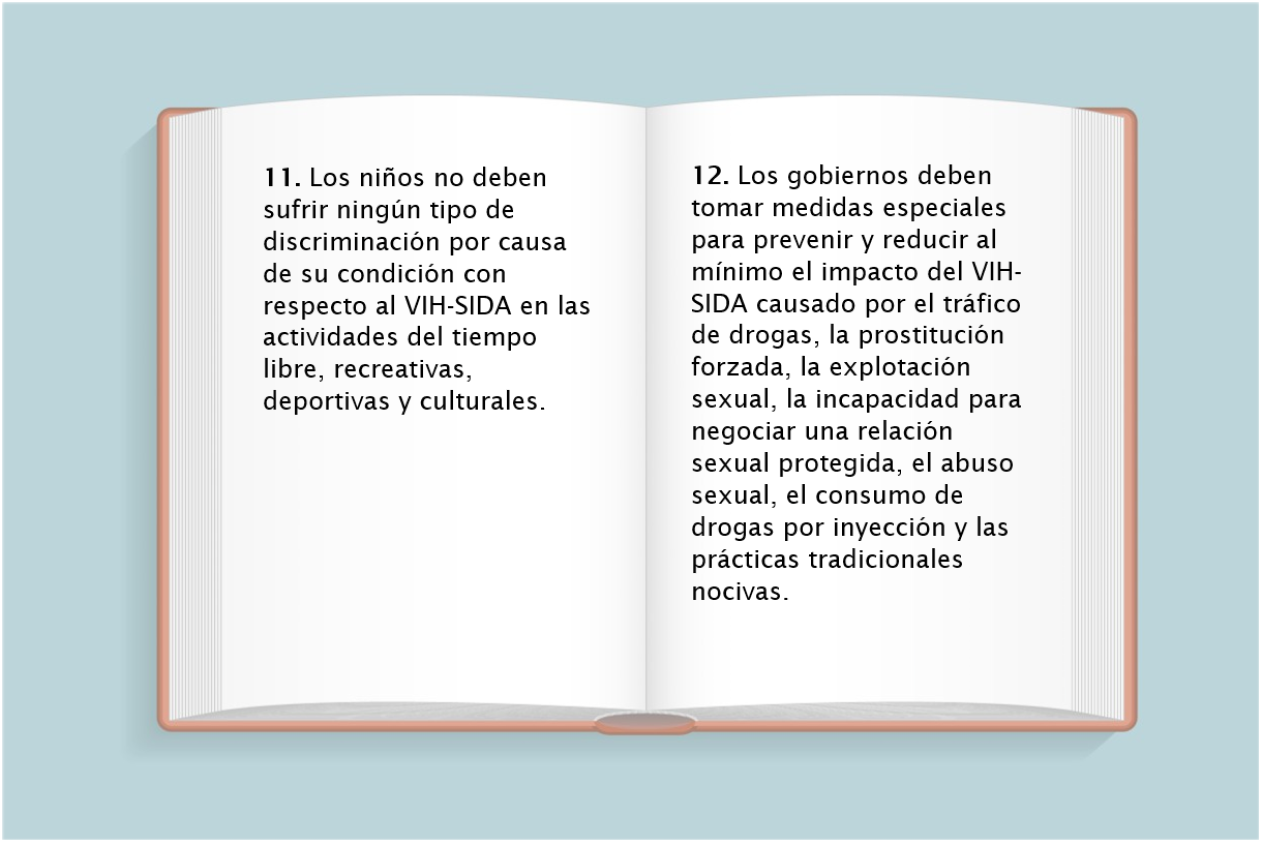 11. Los niños no deben
sufrir ningún tipo de
discriminación por causa
de su condición con
respecto al VIH-SIDA en las
actividades del tiempo
libre, recreativas,
deportivas y culturales.
12. Los gobiernos deben
tomar medidas especiales
para prevenir y reducir al
mínimo el impacto del VIH-
SIDA causado por el tráfico
de drogas, la prostitución
forzada, la explotación
sexual, la incapacidad para
negociar una relación
sexual protegida, el abuso
sexual, el consumo de
drogas por inyección y las
prácticas tradicionales
nocivas.